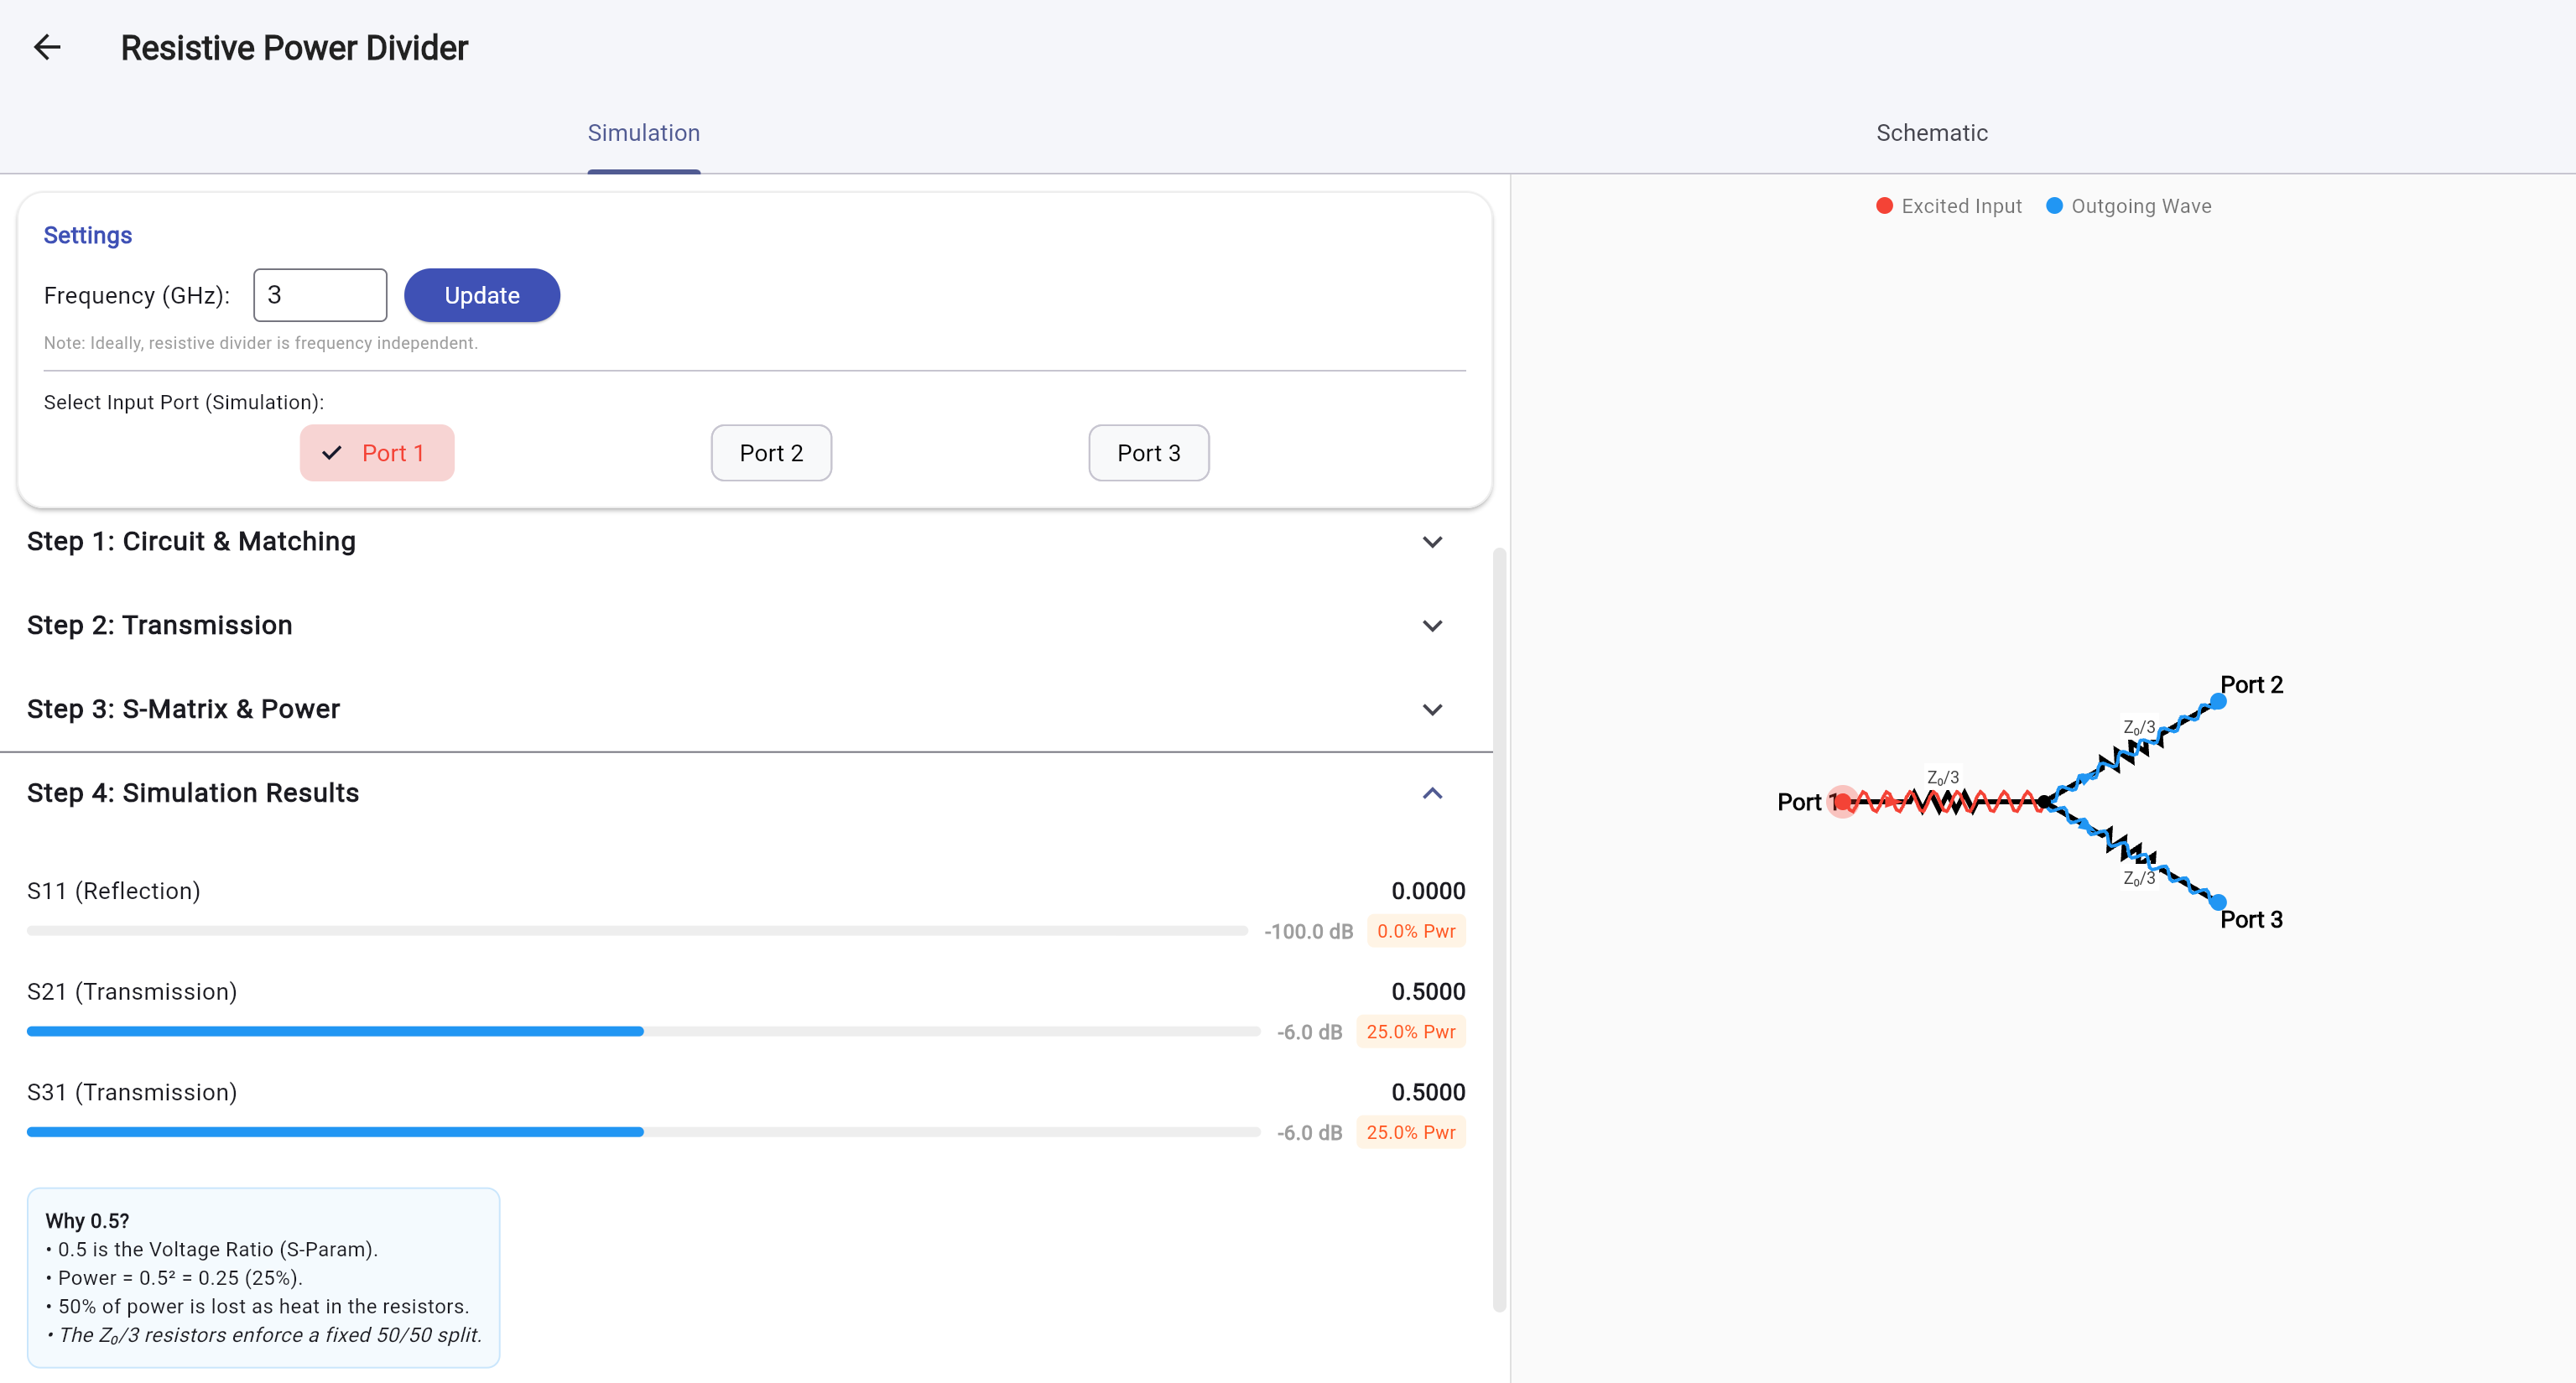 Resistive Power Divider
Simulation
Schematic
Settings
Frequency (GHz): 3 Update
Note: Ideally, resistive divider is frequency independent.
Select Input Port (Simulation):
Port 1
Port 2
Port 3
Step 1: Circuit & Matching
Step 2: Transmission
Step 3: S-Matrix & Power
Step 4: Simulation Results
S11 (Reflection) 0.0000
-100.0 dB 0.0% Pwr
S21 (Transmission) 0.5000
-6.0 dB 25.0% Pwr
S31 (Transmission) 0.5000
-6.0 dB 25.0% Pwr
Why 0.5?
• 0.5 is the Voltage Ratio (S-Param).
• Power = 0.5² = 0.25 (25%).
• 50% of power is lost as heat in the resistors.
• The Z₀/3 resistors enforce a fixed 50/50 split.
Excited Input
Outgoing Wave
Port 2
Z₀/3
Z₀/3
Port 1
Z₀/3
Port 3